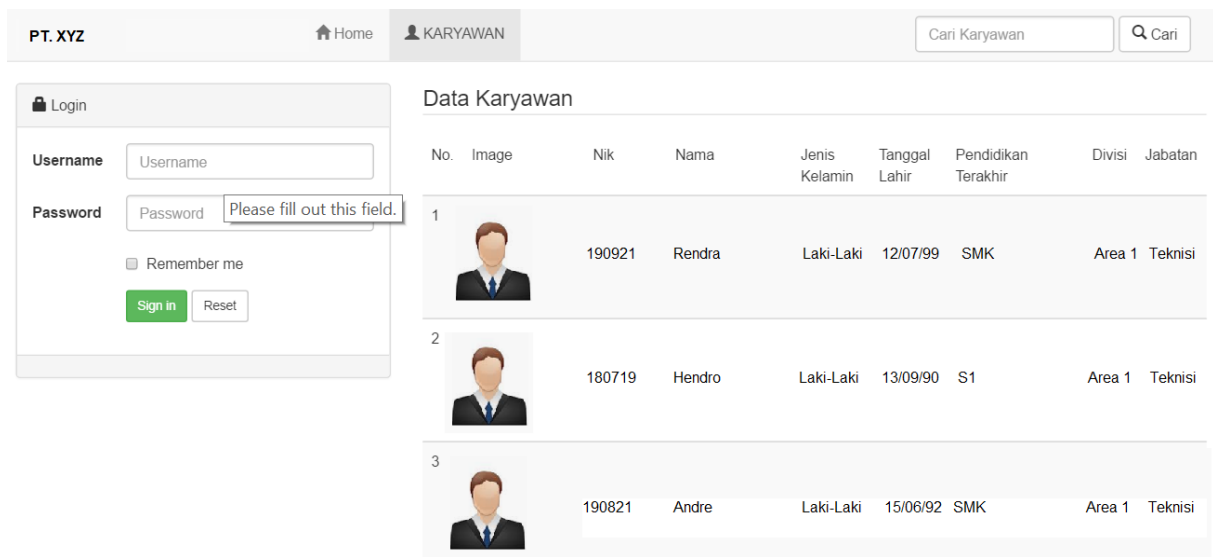 PT. XYZ Home KARYAWAN Cari Karyawan Cari
Login
Username Username
Password Password Please fill out this field.
Remember me
Sign in Reset
Data Karyawan
No. Image Nik Nama Jenis Kelamin Tanggal Lahir Pendidikan Terakhir Divisi Jabatan
1 190921 Rendra Laki-Laki 12/07/99 SMK Area 1 Teknisi
2 180719 Hendro Laki-Laki 13/09/90 S1 Area 1 Teknisi
3 190821 Andre Laki-Laki 15/06/92 SMK Area 1 Teknisi